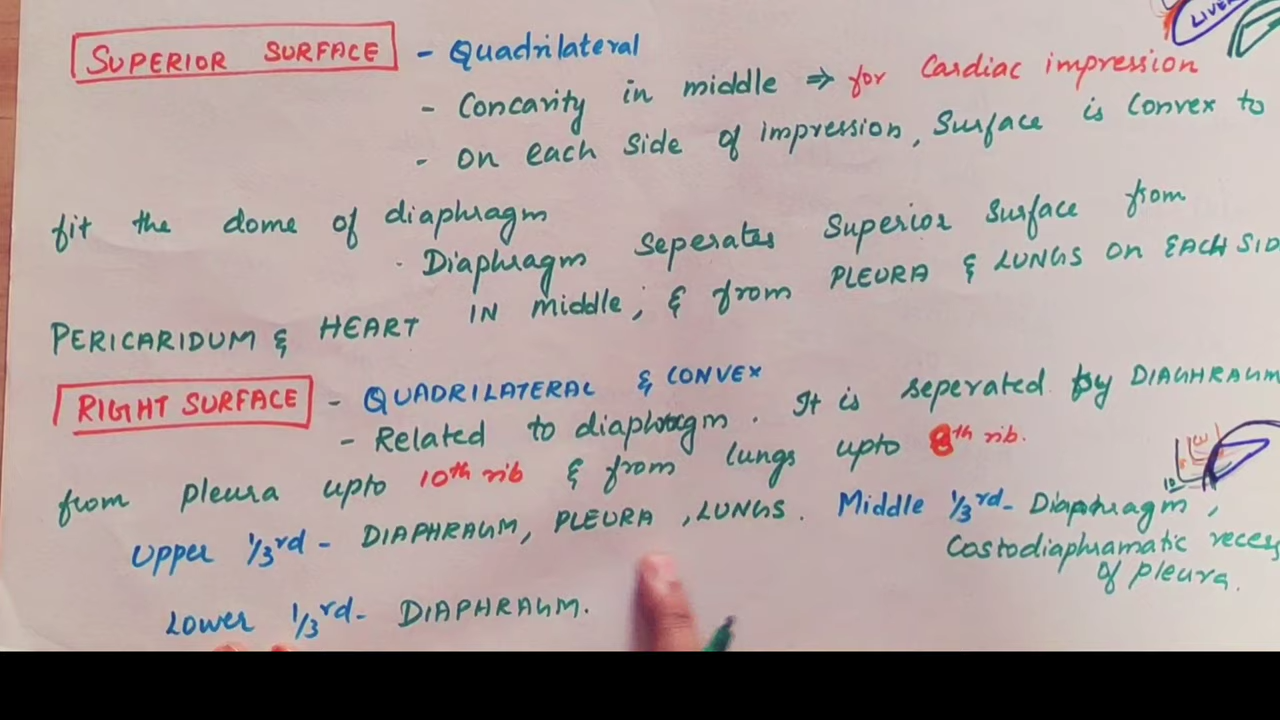 LIVER
SUPERIOR SURFACE - Quadrilateral
- Concavity in middle ⇒ for Cardiac impression
- on each side of impression, Surface is Convex to
fit the dome of diaphragm
. Diaphragm seperates Superior Surface from
PERICARIDUM & HEART IN middle; & from PLEURA & LUNGS ON EACH SID
RIGHT SURFACE - QUADRILATERAL & CONVEX
- Related to diaphragm. It is seperated by DIAGHRAGM
from pleura upto 10th rib & from lungs upto 8th rib.
Upper 1/3rd - DIAPHRAGM, PLEURA, LUNGS. Middle 1/3rd - Diaphragm,
Costodiaphramatic recess
of pleura.
Lower 1/3rd - DIAPHRAGM.